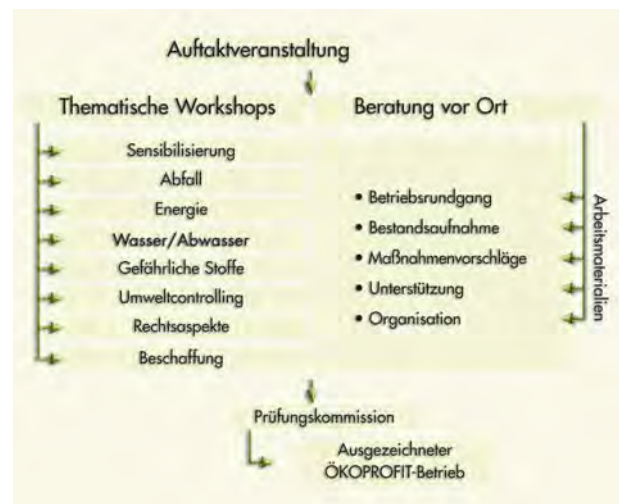 Auftaktveranstaltung
Thematische Workshops
Sensibilisierung
Abfall
Energie
Wasser/Abwasser
Gefährliche Stoffe
Umweltcontrolling
Rechtsaspekte
Beschaffung
Beratung vor Ort
• Betriebsrundgang
• Bestandsaufnahme
• Maßnahmenvorschläge
• Unterstützung
• Organisation
Arbeitsmaterialien
Prüfungskommission
Ausgezeichneter
ÖKOPROFIT-Betrieb